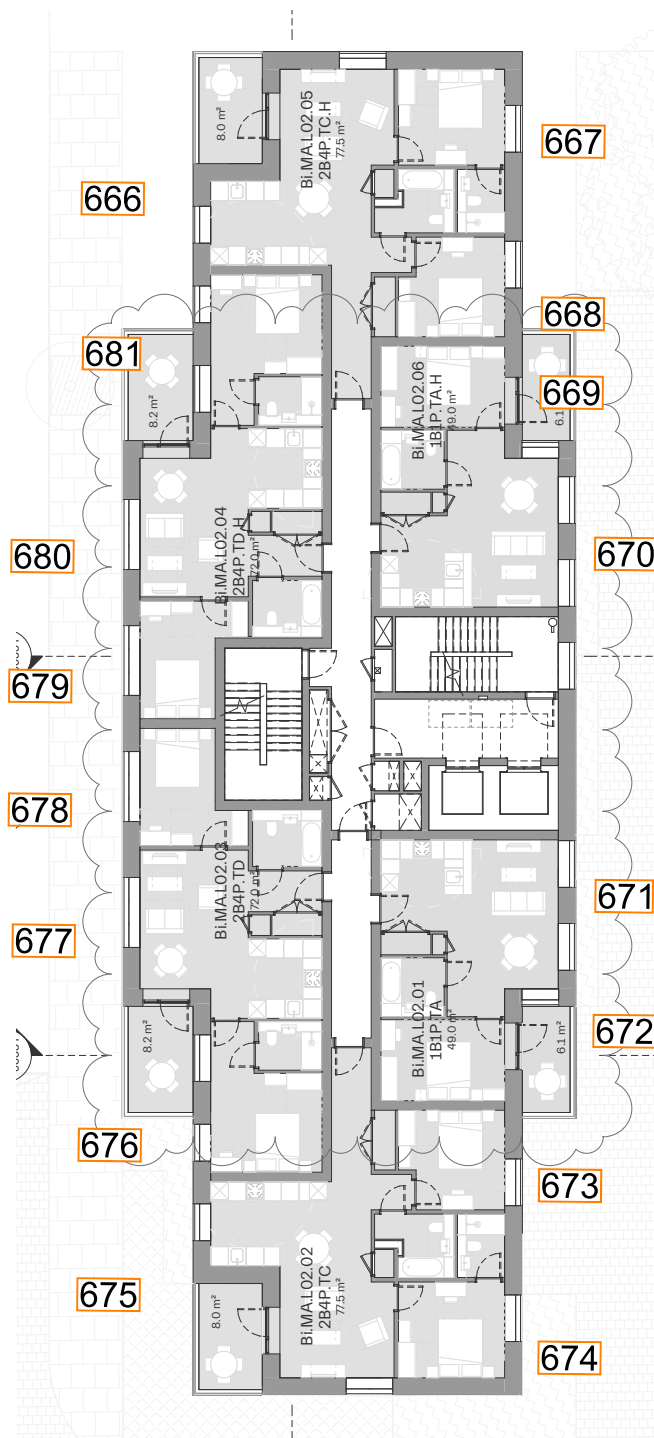 8.0 m²
Bi.MA.L02.05
2B4P.TC.H
77.5 m²
667
666
668
681
8.2 m²
Bi.MA.L02.06
1B1P.TA.H
49.0 m²
669
6.1
Bi.MA.L02.04
2B4P.TD.H
72.0 m²
680
670
679
678
Bi.MA.L02.03
2B4P.TD
72.0 m²
671
677
8.2 m²
Bi.MA.L02.01
1B1P.TA
49.0 m²
6.1 m²
672
676
673
675
8.0 m²
Bi.MA.L02.02
2B4P.TC
77.5 m²
674